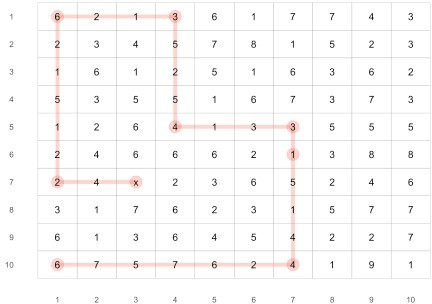 1 6 2 1 3 6 1 7 7 4 3
2 2 3 4 5 7 8 1 5 2 3
3 1 6 1 2 5 1 6 3 6 2
4 5 3 5 5 1 6 7 3 7 3
5 1 2 6 4 1 3 3 5 5 5
6 2 4 6 6 6 2 1 3 8 8
7 2 4 x 2 3 6 5 2 4 6
8 3 1 7 6 2 3 1 5 7 7
9 6 1 3 6 4 5 4 2 2 7
10 6 7 5 7 6 2 4 1 9 1
1 2 3 4 5 6 7 8 9 10